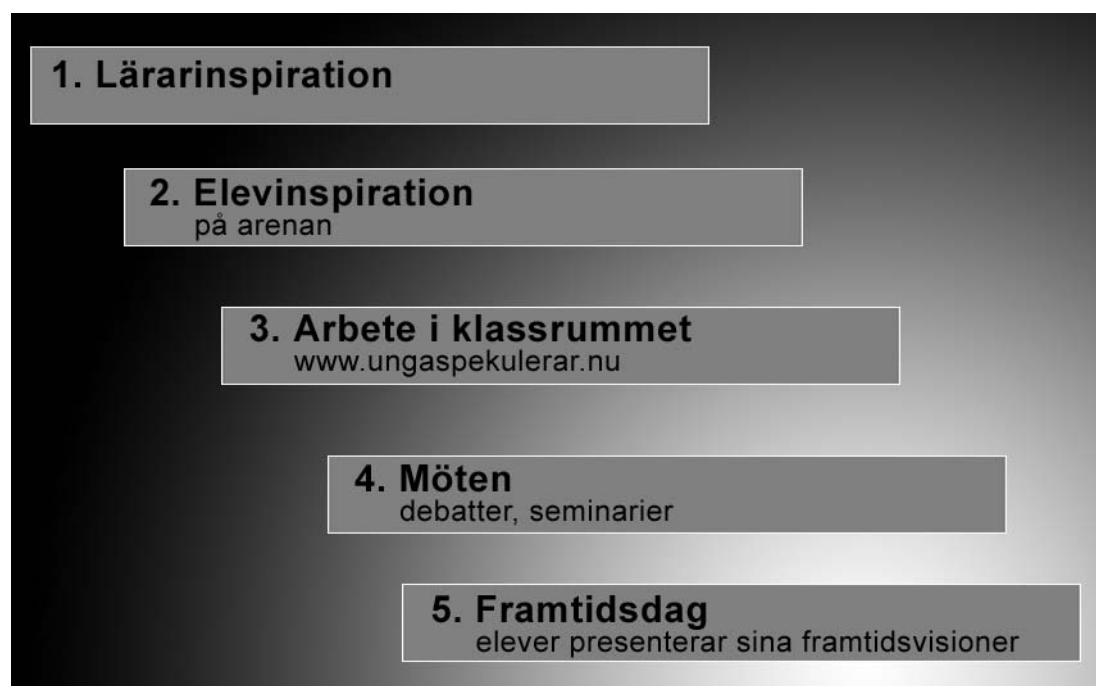 1. Lärarinspiration
2. Elevinspiration
på arenan
3. Arbete i klassrummet
www.ungaspekulerar.nu
4. Möten
debatter, seminarier
5. Framtidsdag
elever presenterar sina framtidsvisioner